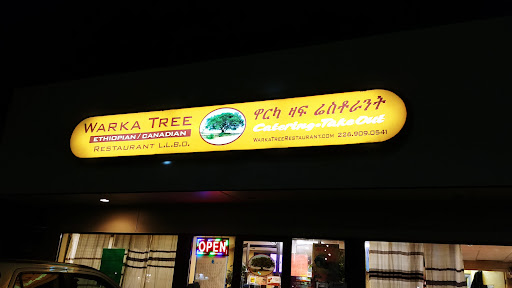 WARKA TREE
ETHIOPIAN/CANADIAN
RESTAURANT L.L.B.O.
ዋርካ ዛፍ ሬስቶራንት
Catering • Take Out
WARKATREERESTAURANT.COM 226.909.0541
OPEN